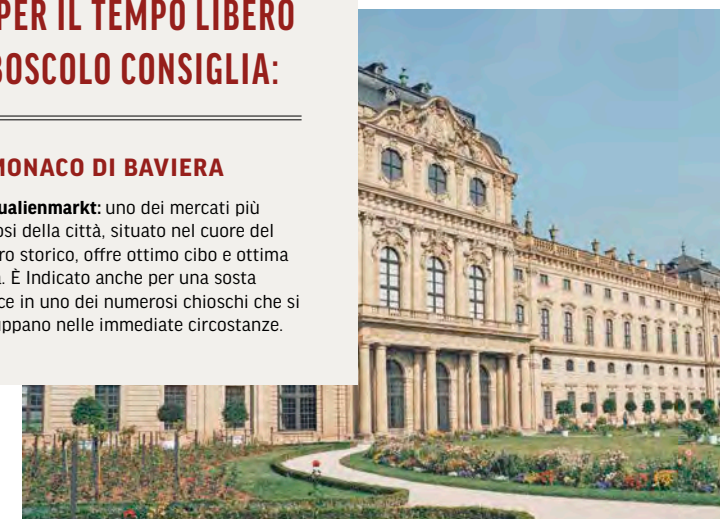 PER IL TEMPO LIBERO
BOSCOLO CONSIGLIA:
MONACO DI BAVIERA
ualienmarkt: uno dei mercati più
osi della città, situato nel cuore del
ro storico, offre ottimo cibo e ottima
. È Indicato anche per una sosta
ce in uno dei numerosi chioschi che si
uppano nelle immediate circostanze.